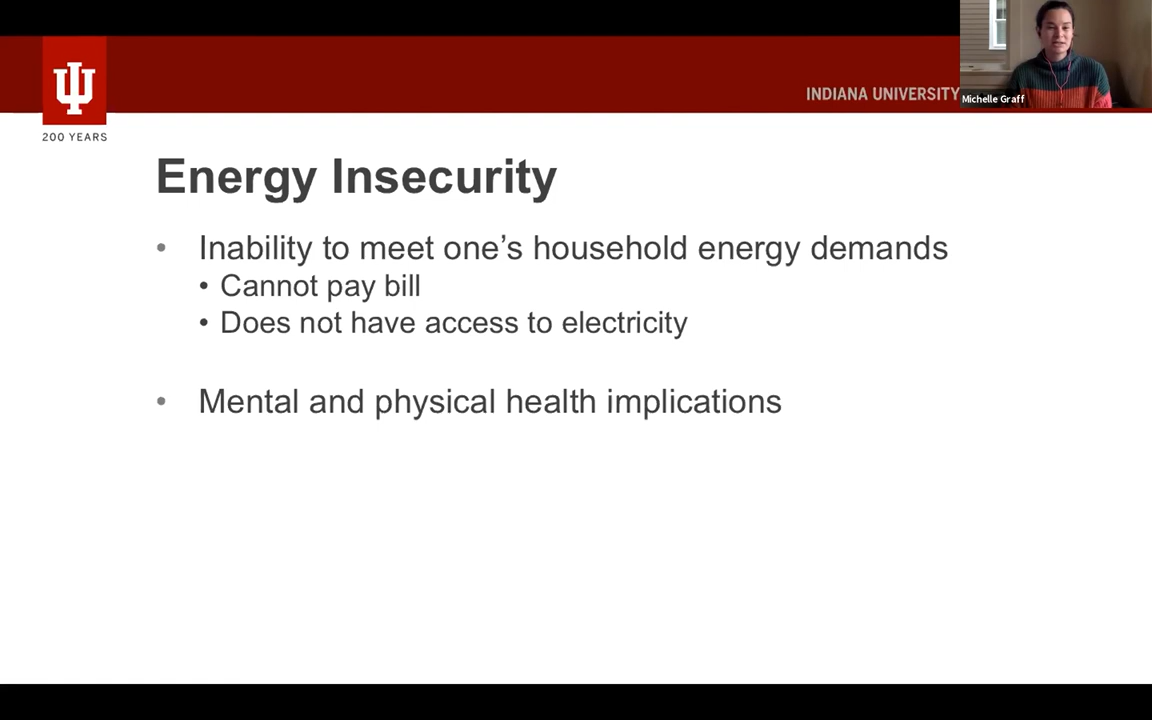 INDIANA UNIVERSITY
Michelle Graff
200 YEARS
Energy Insecurity
• Inability to meet one’s household energy demands
• Cannot pay bill
• Does not have access to electricity
• Mental and physical health implications